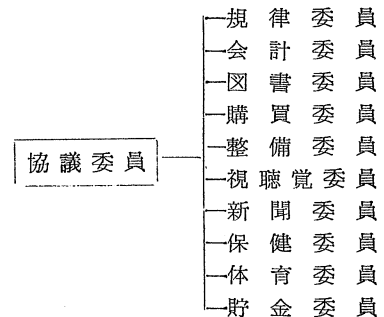 規律委員
会計委員
図書委員
購買委員
整備委員
協議委員
視聴覚委員
新聞委員
保健委員
体育委員
貯金委員